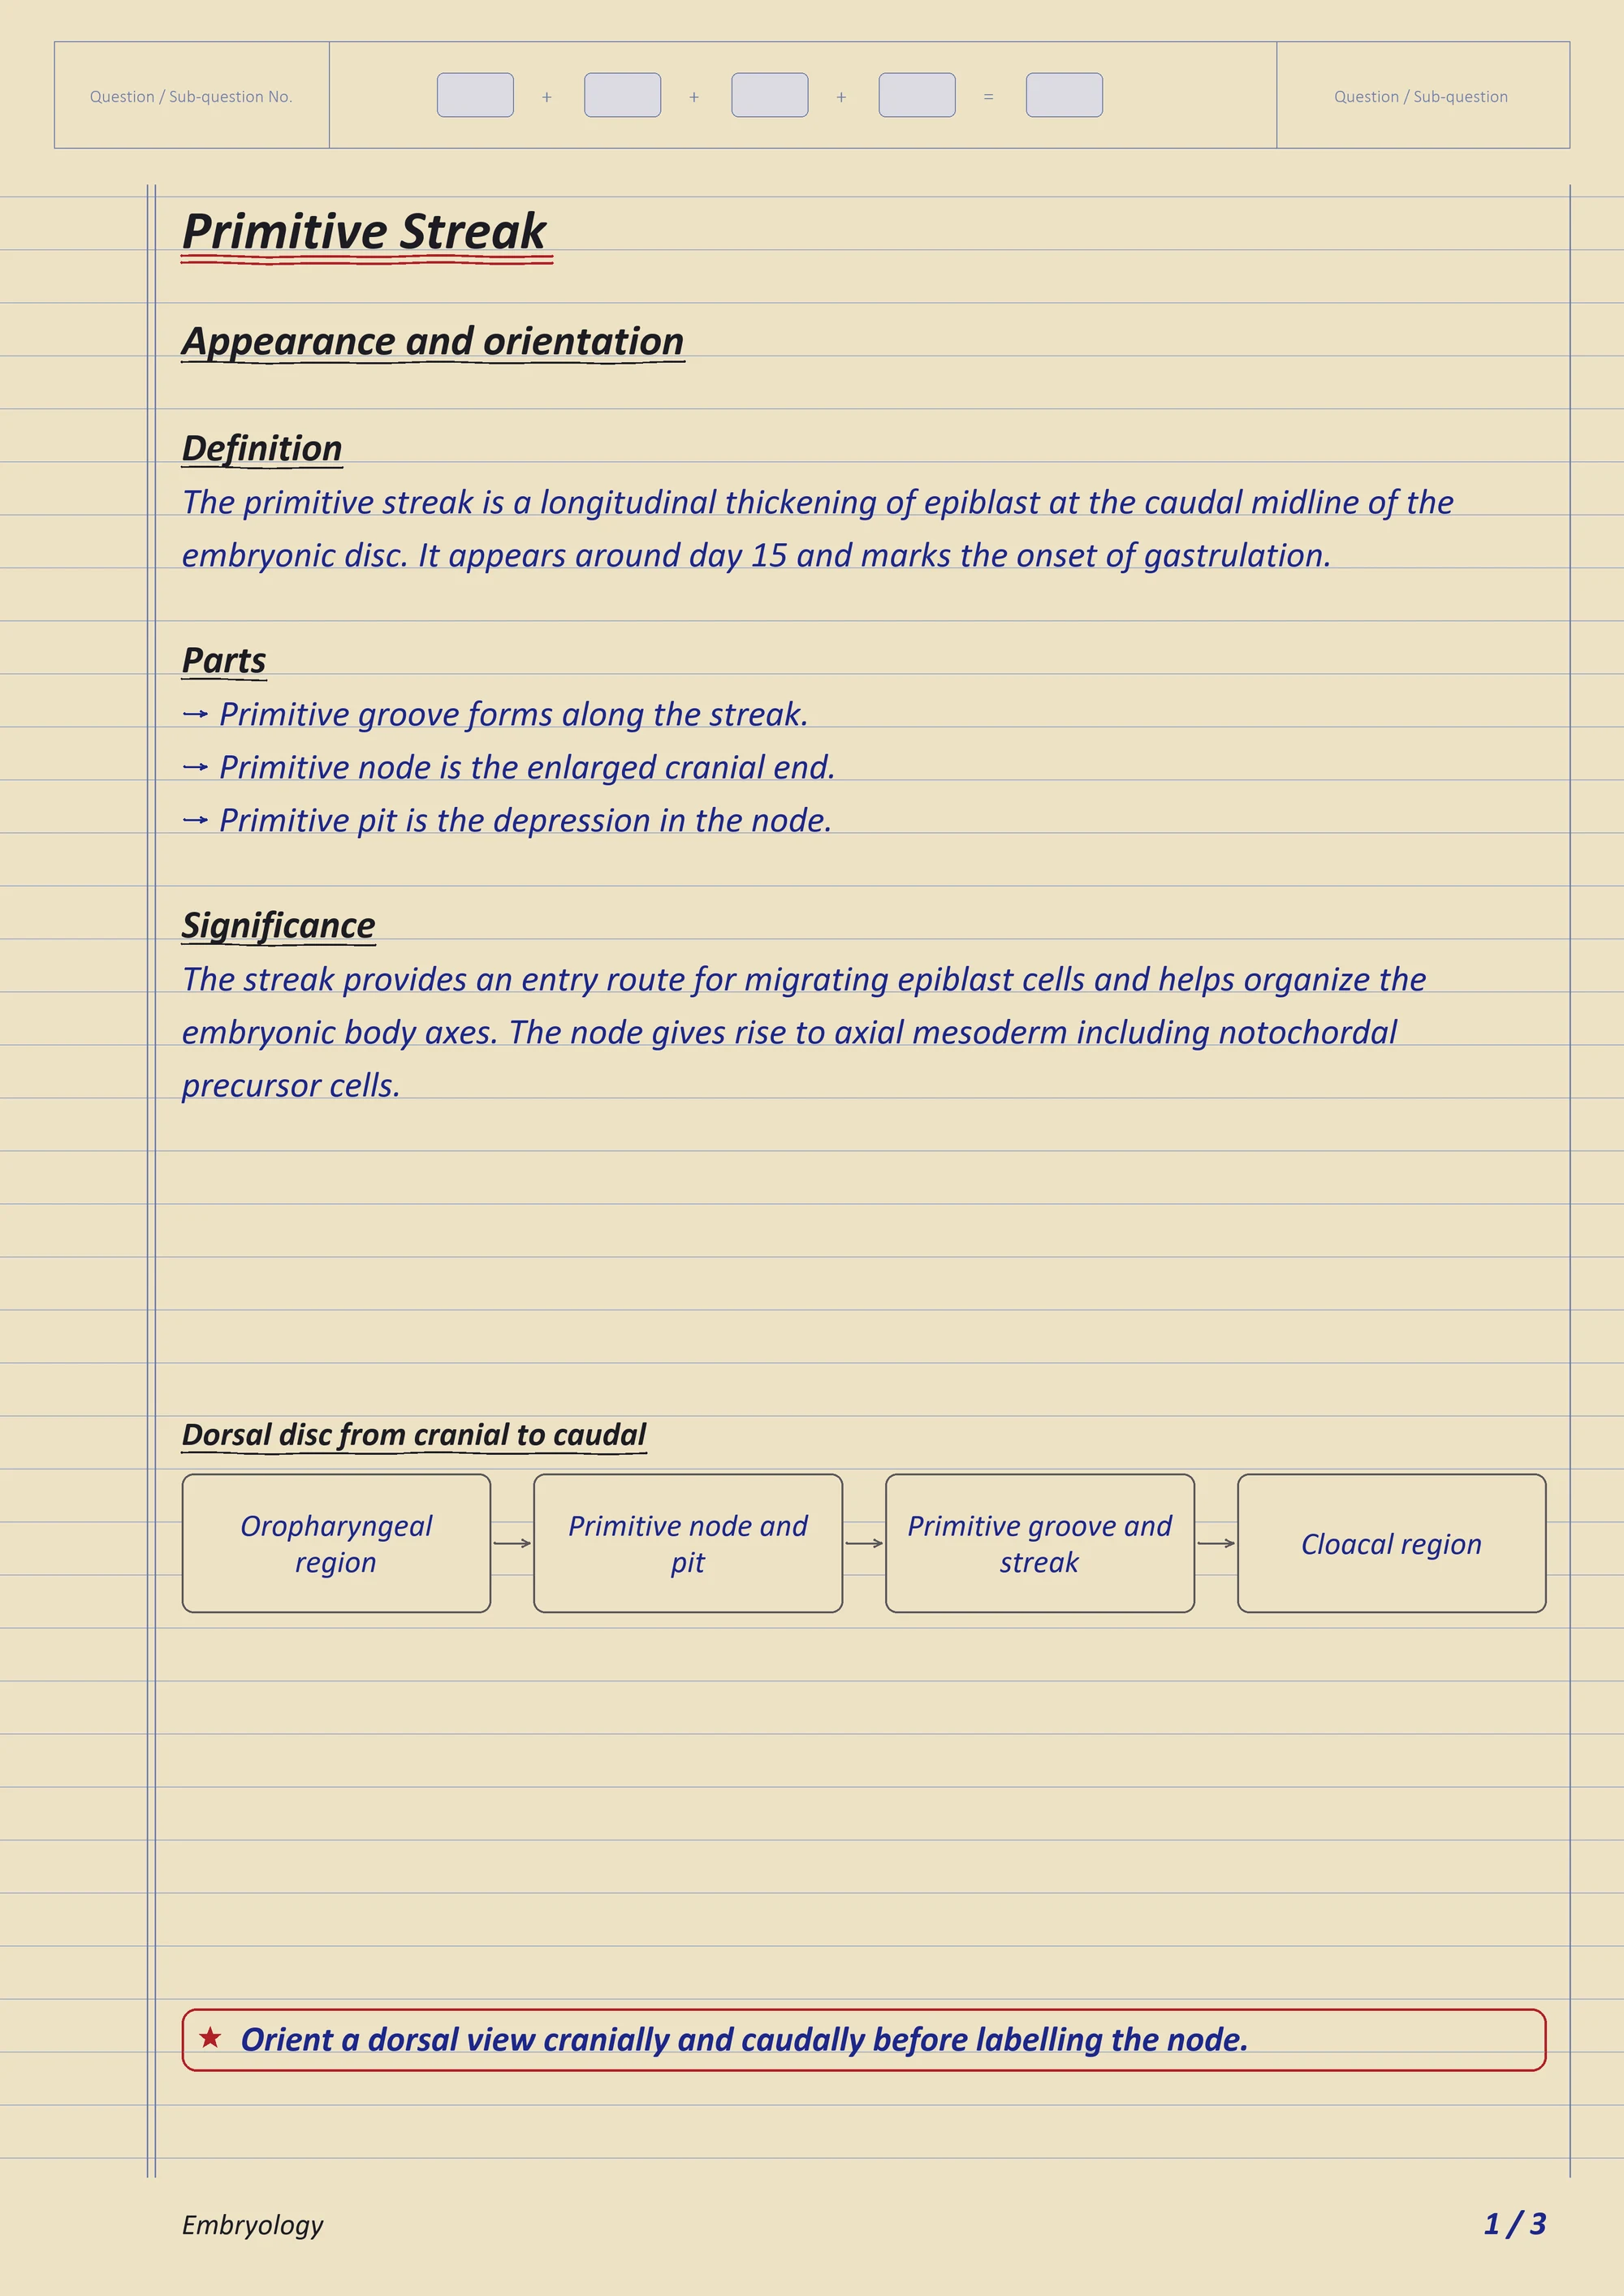 Question / Sub-question No.
+ + + =
Question / Sub-question
Primitive Streak
Appearance and orientation
Definition
The primitive streak is a longitudinal thickening of epiblast at the caudal midline of the
embryonic disc. It appears around day 15 and marks the onset of gastrulation.
Parts
→ Primitive groove forms along the streak.
→ Primitive node is the enlarged cranial end.
→ Primitive pit is the depression in the node.
Significance
The streak provides an entry route for migrating epiblast cells and helps organize the
embryonic body axes. The node gives rise to axial mesoderm including notochordal
precursor cells.
Dorsal disc from cranial to caudal
Oropharyngeal
region
Primitive node and
pit
Primitive groove and
streak
Cloacal region
★ Orient a dorsal view cranially and caudally before labelling the node.
Embryology
1 / 3